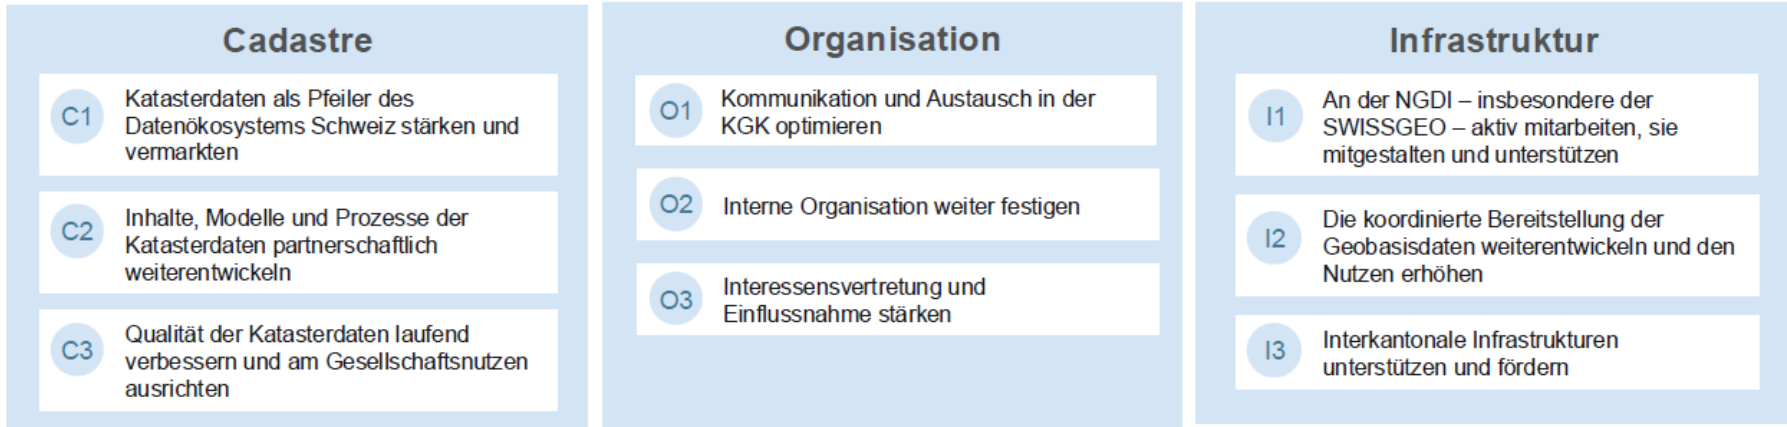 Cadastre
C1
Katasterdaten als Pfeiler des
Datenökosystems Schweiz stärken und
vermarkten
C2
Inhalte, Modelle und Prozesse der
Katasterdaten partnerschaftlich
weiterentwickeln
C3
Qualität der Katasterdaten laufend
verbessern und am Gesellschaftsnutzen
ausrichten
Organisation
O1
Kommunikation und Austausch in der
KGK optimieren
O2
Interne Organisation weiter festigen
O3
Interessensvertretung und
Einflussnahme stärken
Infrastruktur
I1
An der NGDI – insbesondere der
SWISSGEO – aktiv mitarbeiten, sie
mitgestalten und unterstützen
I2
Die koordinierte Bereitstellung der
Geobasisdaten weiterentwickeln und den
Nutzen erhöhen
I3
Interkantonale Infrastrukturen
unterstützen und fördern